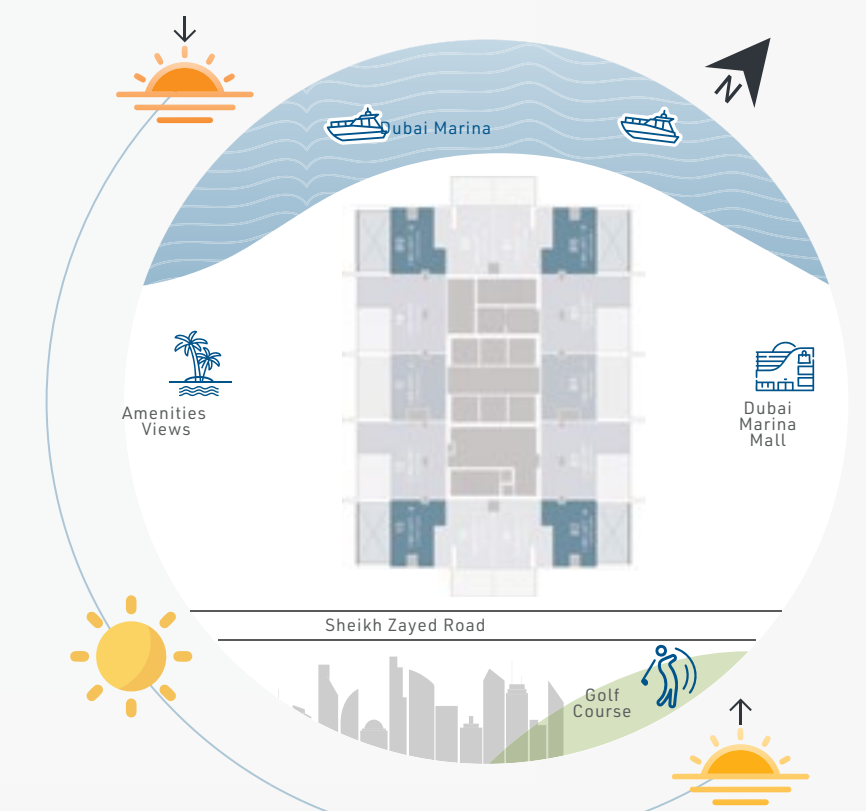 N
Dubai Marina
Amenities
Views
Dubai
Marina
Mall
Sheikh Zayed Road
Golf
Course